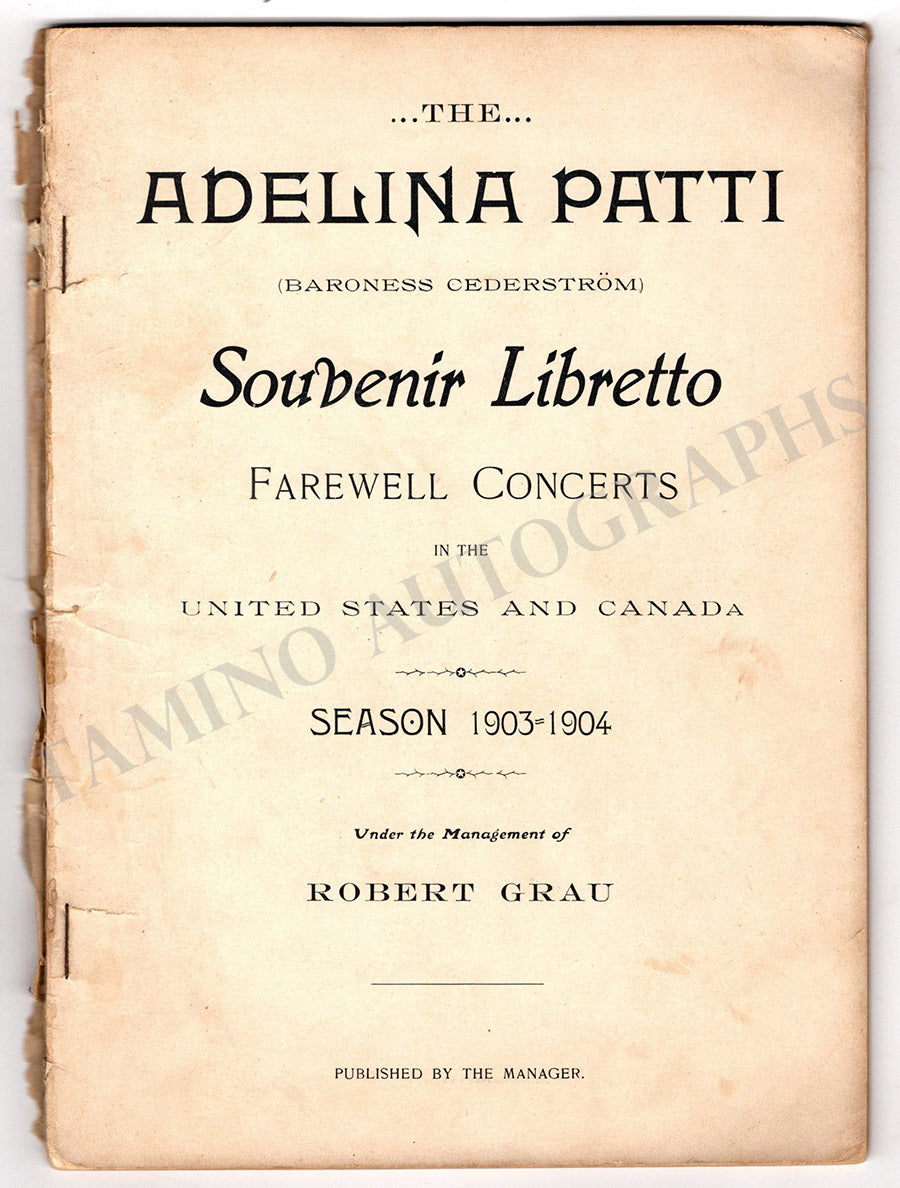 ...THE...
ADELINA PATTI
(BARONESS CEDERSTRÖM)
Souvenir Libretto
FAREWELL CONCERTS
IN THE
UNITED STATES AND CANADA
SEASON 1903=1904
Under the Management of
ROBERT GRAU
PUBLISHED BY THE MANAGER.
TAMINO AUTOGRAPHS